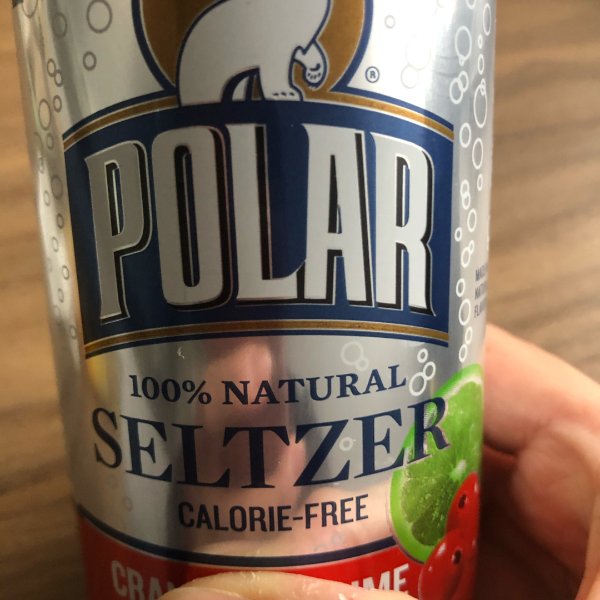 ®
POLAR
100% NATURAL
SELTZER
CALORIE-FREE